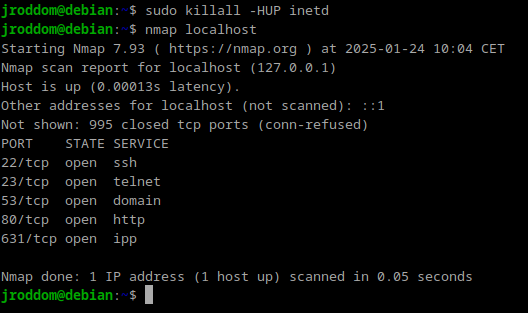 jroddom@debian:~$ sudo killall -HUP inetd
jroddom@debian:~$ nmap localhost
Starting Nmap 7.93 ( https://nmap.org ) at 2025-01-24 10:04 CET
Nmap scan report for localhost (127.0.0.1)
Host is up (0.00013s latency).
Other addresses for localhost (not scanned): ::1
Not shown: 995 closed tcp ports (conn-refused)
PORT    STATE SERVICE
22/tcp  open  ssh
23/tcp  open  telnet
53/tcp  open  domain
80/tcp  open  http
631/tcp open  ipp

Nmap done: 1 IP address (1 host up) scanned in 0.05 seconds
jroddom@debian:~$